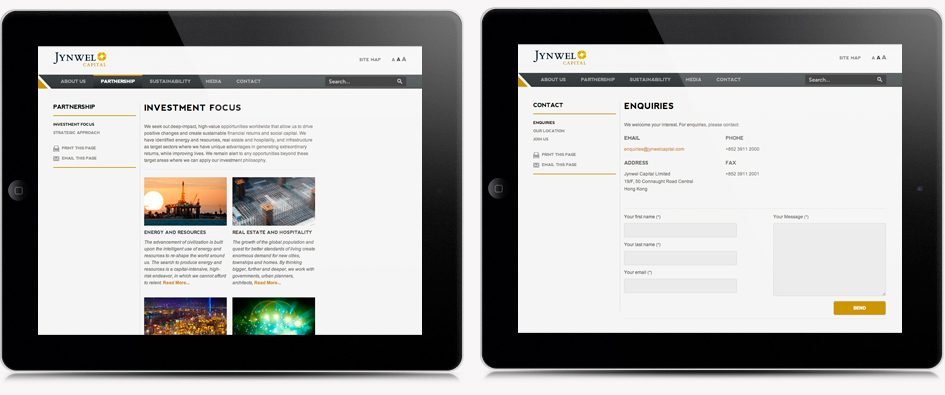 JYNWEL
CAPITAL
SITE MAP A A A
ABOUT US PARTNERSHIP SUSTAINABILITY MEDIA CONTACT Search...
PARTNERSHIP
INVESTMENT FOCUS
STRATEGIC APPROACH
PRINT THIS PAGE
EMAIL THIS PAGE
INVESTMENT FOCUS
We seek out deep-impact, high-value opportunities worldwide that allow us to drive
positive changes and create sustainable financial returns and social capital. We
have identified energy and resources, real estate and hospitality, and infrastructure
as target sectors where we have unique advantages in generating extraordinary
returns, while improving lives. We remain alert to any opportunities beyond these
target areas where we can apply our investment philosophy.
ENERGY AND RESOURCES
The advancement of civilization is built
upon the intelligent use of energy and
resources to re-shape the world around
us. The search to produce energy and
resources is a capital-intensive, high-
risk endeavor, in which we cannot afford
to relent. Read More...
REAL ESTATE AND HOSPITALITY
The growth of the global population and
quest for better standards of living create
enormous demand for new cities,
townships and homes. By thinking
bigger, further and deeper, we work with
governments, urban planners,
architects, Read More...
JYNWEL
CAPITAL
SITE MAP A A A
ABOUT US PARTNERSHIP SUSTAINABILITY MEDIA CONTACT Search...
CONTACT
ENQUIRIES
OUR LOCATION
JOIN US
PRINT THIS PAGE
EMAIL THIS PAGE
ENQUIRIES
We welcome your interest. For enquiries, please contact
EMAIL
enquiries@jynwelcapital.com
PHONE
+852 3911 2000
ADDRESS
Jynwel Capital Limited
19/F, 50 Connaught Road Central
Hong Kong
FAX
+852 3911 2001
Your first name (*)
Your last name (*)
Your email (*)
Your Message (*)
SEND